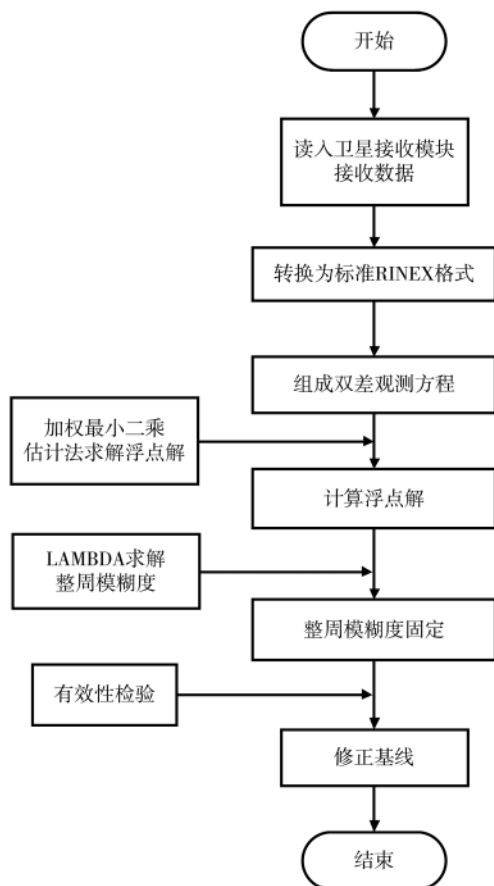 开始
读入卫星接收模块
接收数据
转换为标准RINEX格式
组成双差观测方程
加权最小二乘
估计法求解浮点解
计算浮点解
LAMBDA求解
整周模糊度
整周模糊度固定
有效性检验
修正基线
结束